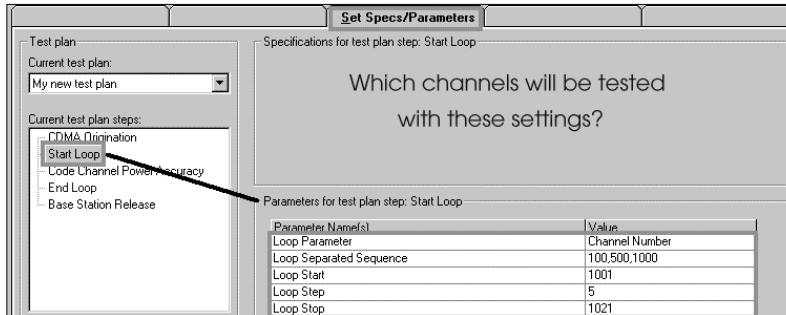 Set Specs/Parameters
Test plan
Current test plan:
My new test plan
Current test plan steps:
CDMA Origination
Start Loop
Code Channel Power Accuracy
End Loop
Base Station Release
Specifications for test plan step: Start Loop
Which channels will be tested
with these settings?
Parameters for test plan step: Start Loop
Parameter Name(s) Value
Loop Parameter Channel Number
Loop Separated Sequence 100,500,1000
Loop Start 1001
Loop Step 5
Loop Stop 1021